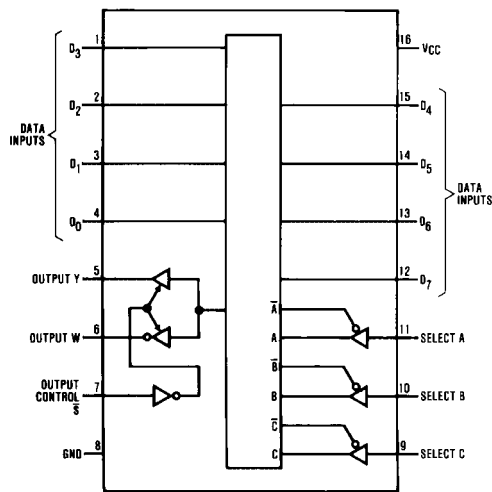 1
D3
2
D2
3
D1
4
D0
DATA
INPUTS
5
OUTPUT Y
6
OUTPUT W
7
OUTPUT
CONTROL
S̅
8
GND
16
VCC
15
D4
14
D5
13
D6
12
D7
DATA
INPUTS
A̅
A
11
SELECT A
B̅
B
10
SELECT B
C̅
C
9
SELECT C